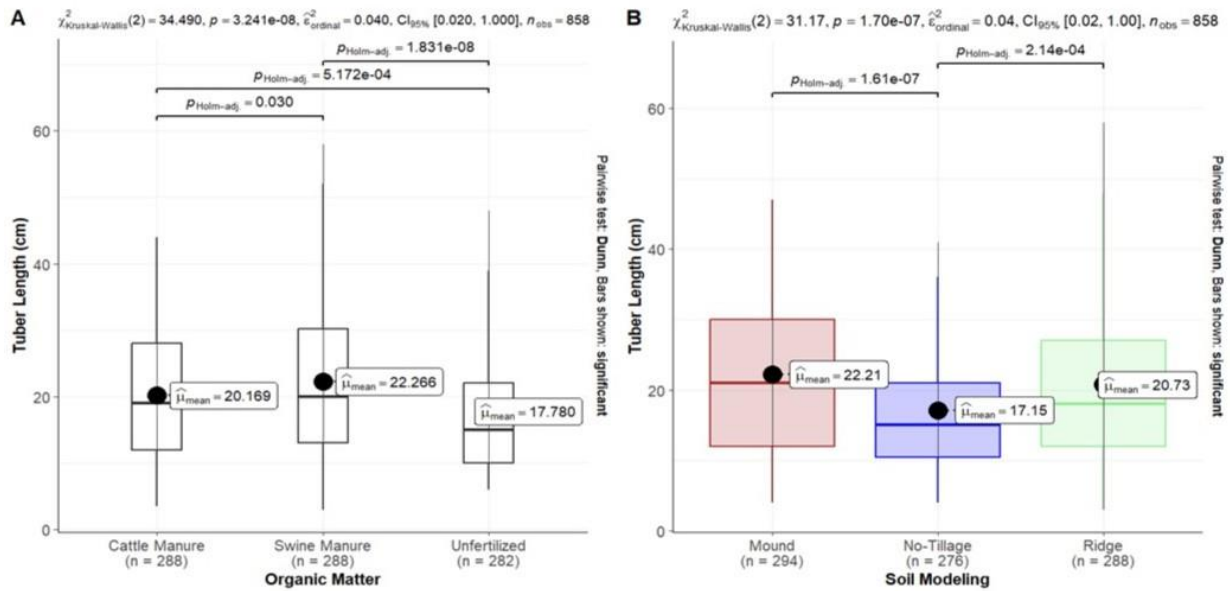 A
χ²Kruskal-Wallis(2) = 34.490, p = 3.241e-08, ε̂²ordinal = 0.040, CI95% [0.020, 1.000], nobs = 858
pHolm-adj. = 1.831e-08
pHolm-adj. = 5.172e-04
pHolm-adj. = 0.030
60
40
20
0
Tuber Length (cm)
μ̂mean = 20.169
μ̂mean = 22.266
μ̂mean = 17.780
Pairwise test: Dunn, Bars shown: significant
Cattle Manure
(n = 288)
Swine Manure
(n = 288)
Unfertilized
(n = 282)
Organic Matter
B
χ²Kruskal-Wallis(2) = 31.17, p = 1.70e-07, ε̂²ordinal = 0.04, CI95% [0.02, 1.00], nobs = 858
pHolm-adj. = 2.14e-04
pHolm-adj. = 1.61e-07
60
40
20
0
Tuber Length (cm)
μ̂mean = 22.21
μ̂mean = 17.15
μ̂mean = 20.73
Pairwise test: Dunn, Bars shown: significant
Mound
(n = 294)
No-Tillage
(n = 276)
Ridge
(n = 288)
Soil Modeling